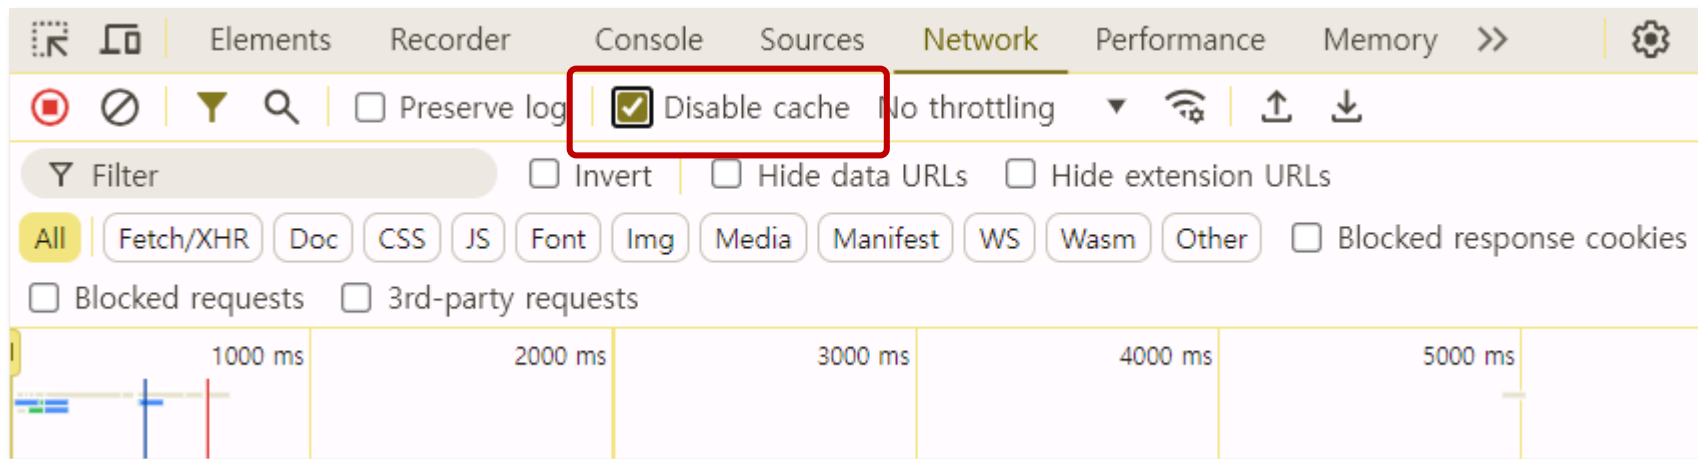 Elements Recorder Console Sources Network Performance Memory
Preserve log Disable cache No throttling
Filter Invert Hide data URLs Hide extension URLs
All Fetch/XHR Doc CSS JS Font Img Media Manifest WS Wasm Other Blocked response cookies
Blocked requests 3rd-party requests
1000 ms 2000 ms 3000 ms 4000 ms 5000 ms